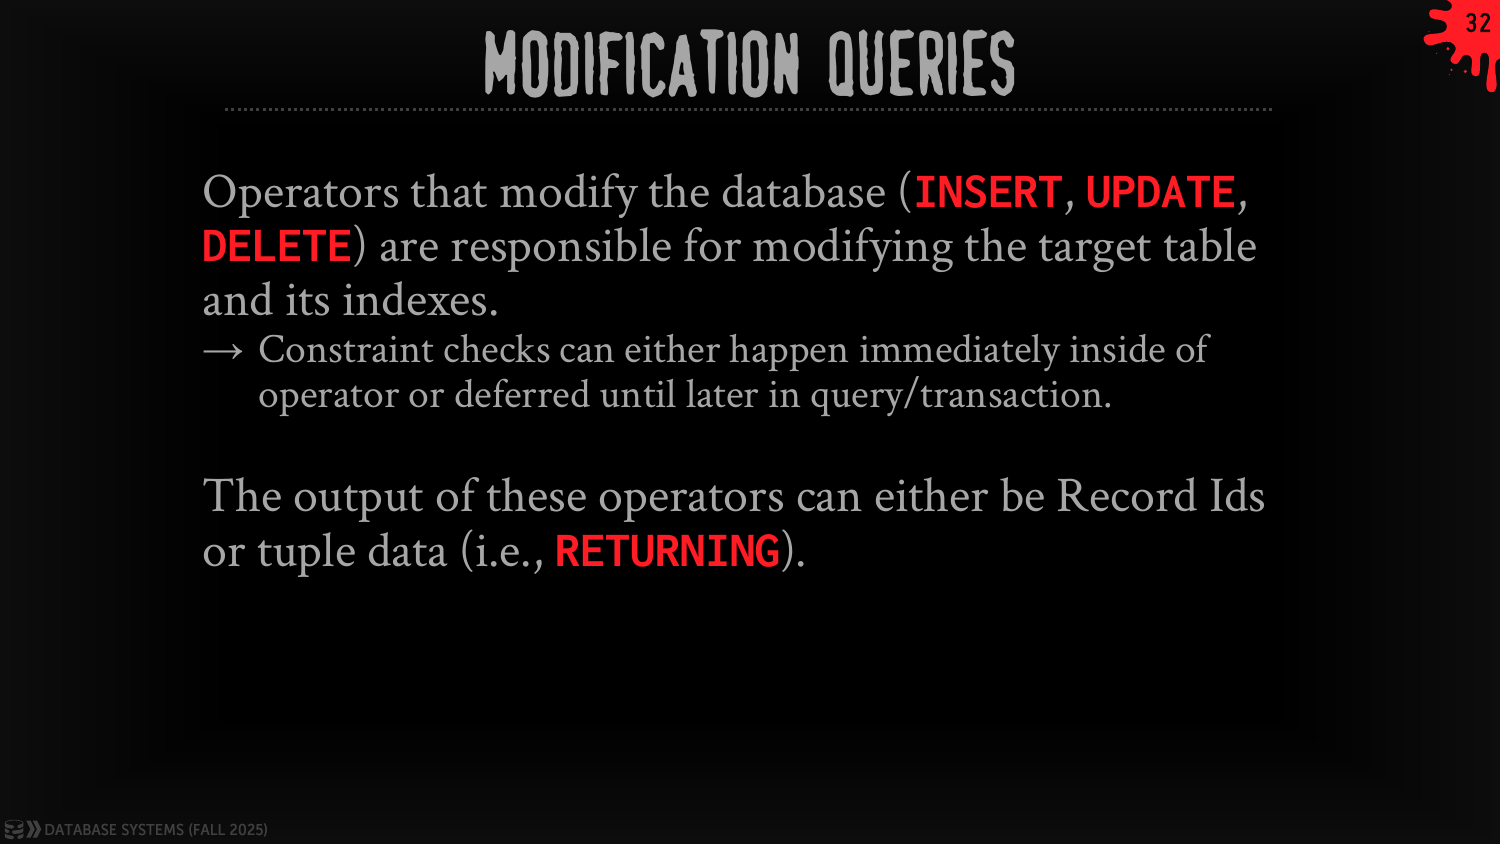 32
MODIFICATION QUERIES
Operators that modify the database (INSERT, UPDATE,
DELETE) are responsible for modifying the target table
and its indexes.
→ Constraint checks can either happen immediately inside of
operator or deferred until later in query/transaction.
The output of these operators can either be Record Ids
or tuple data (i.e., RETURNING).
DATABASE SYSTEMS (FALL 2025)